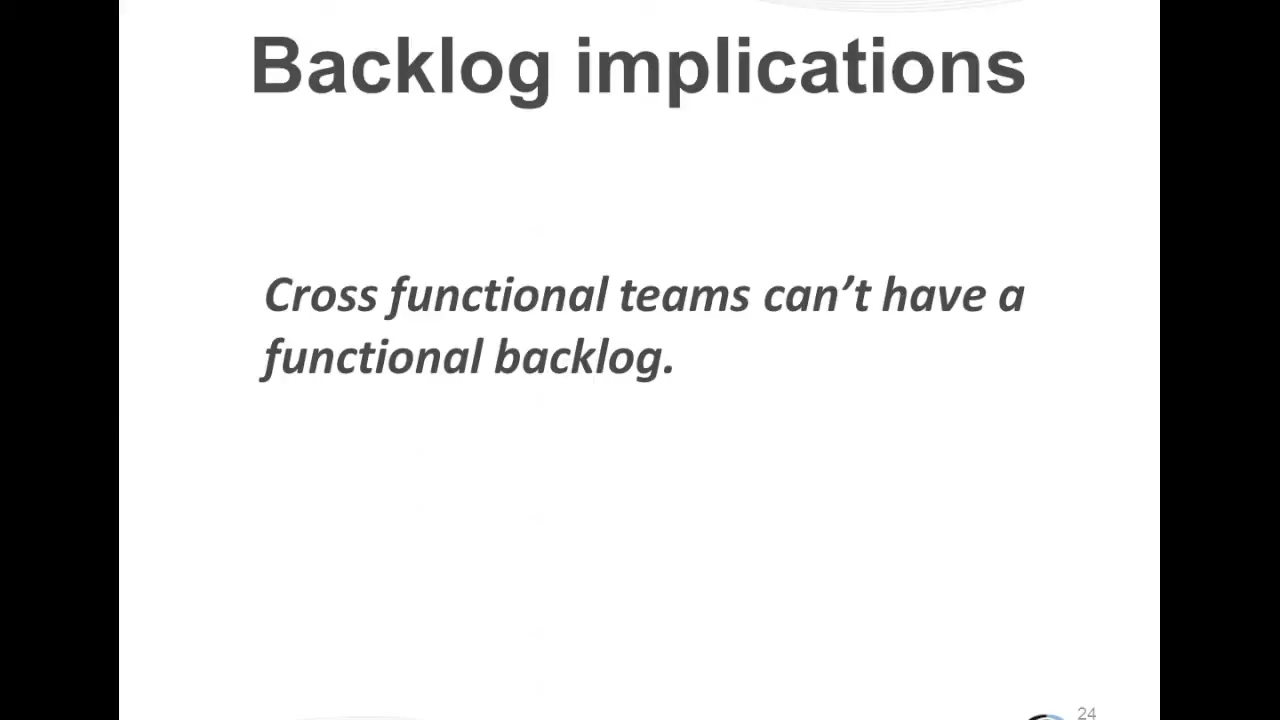 Backlog implications
Cross functional teams can’t have a
functional backlog.
24